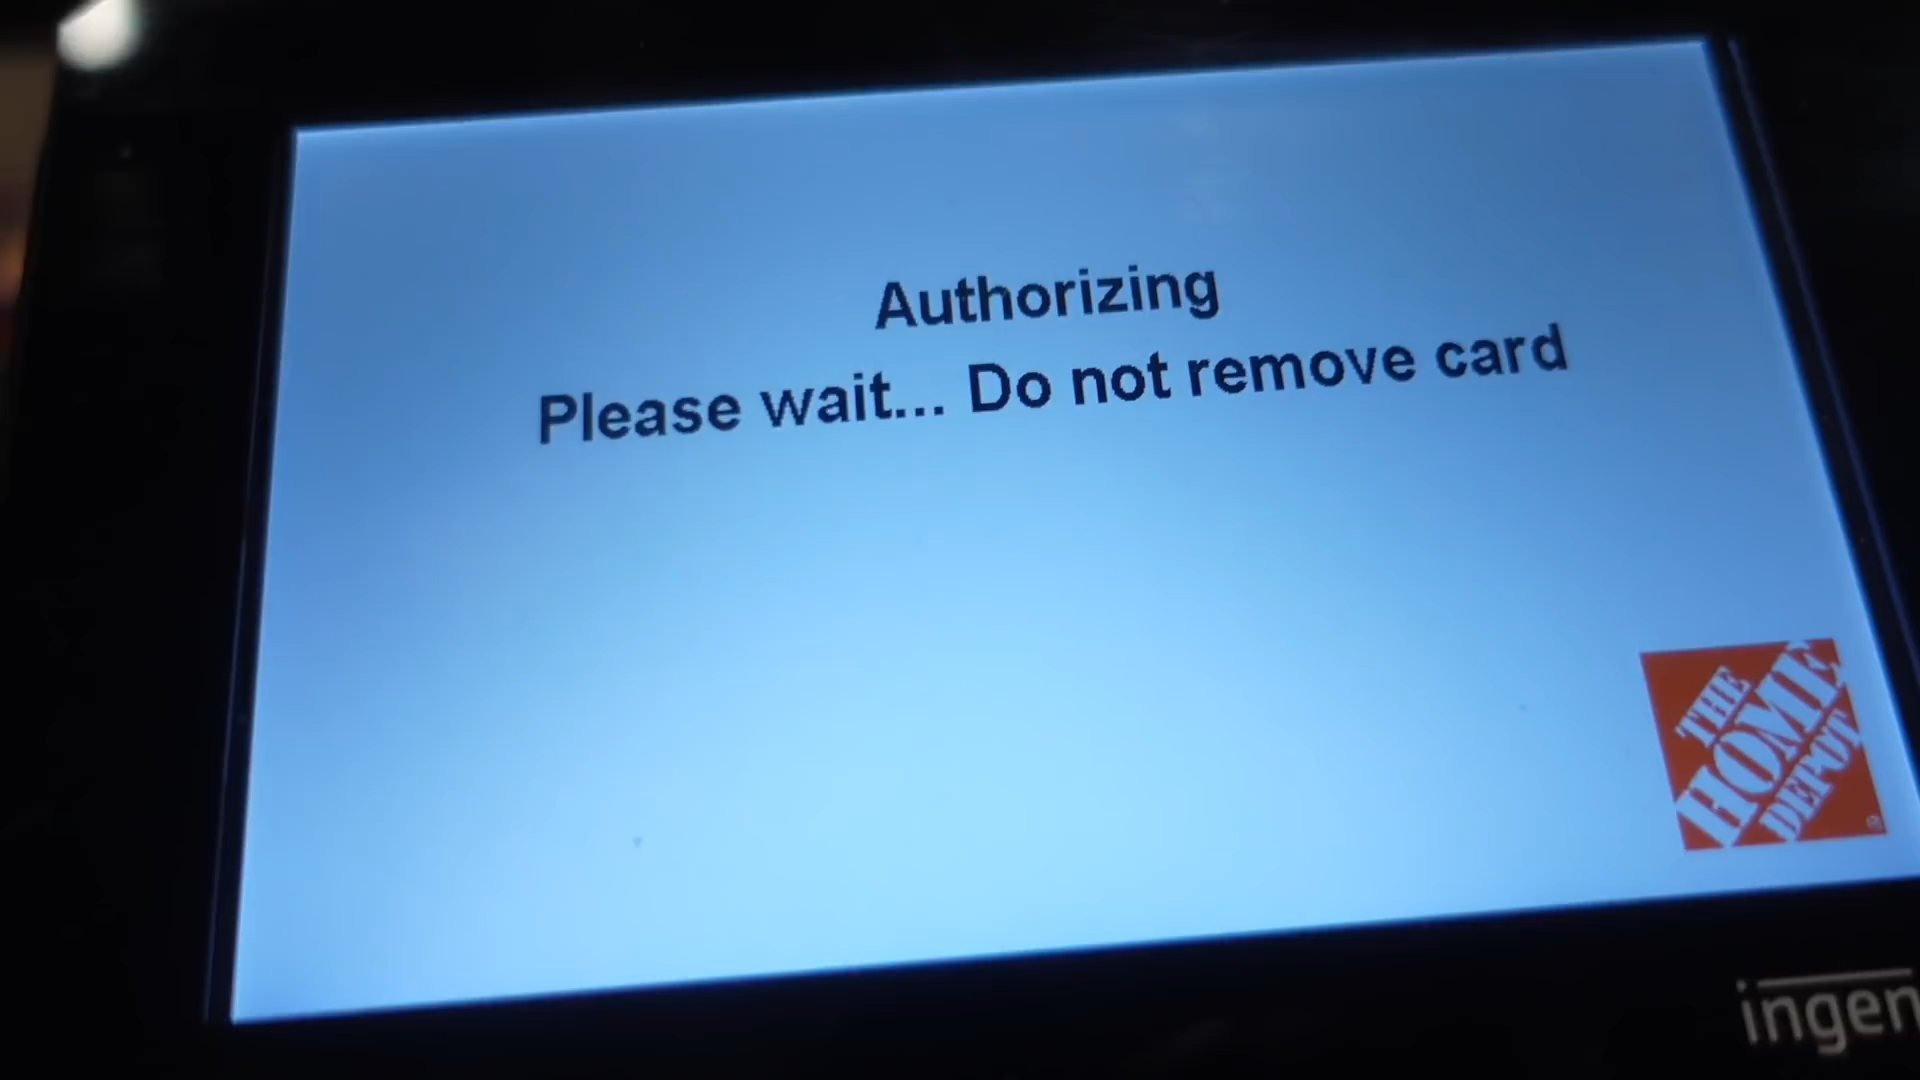 Authorizing
Please wait... Do not remove card
THE
HOME
DEPOT
ingen